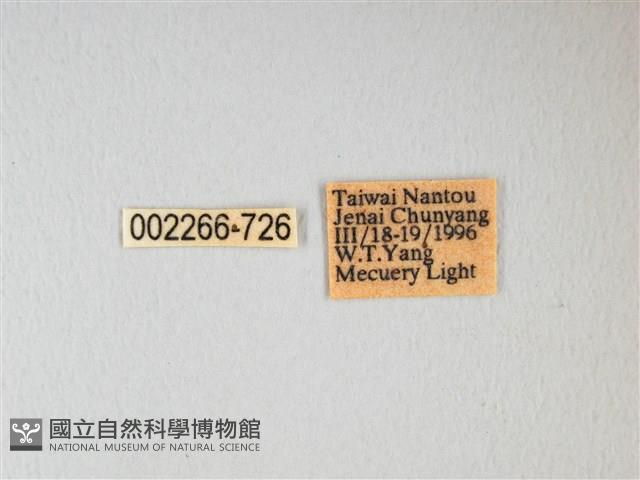 002266-726
Taiwai Nantou
Jenai Chunyang
III/18-19/1996
W.T.Yang
Mecuery Light
國立自然科學博物館
NATIONAL MUSEUM OF NATURAL SCIENCE